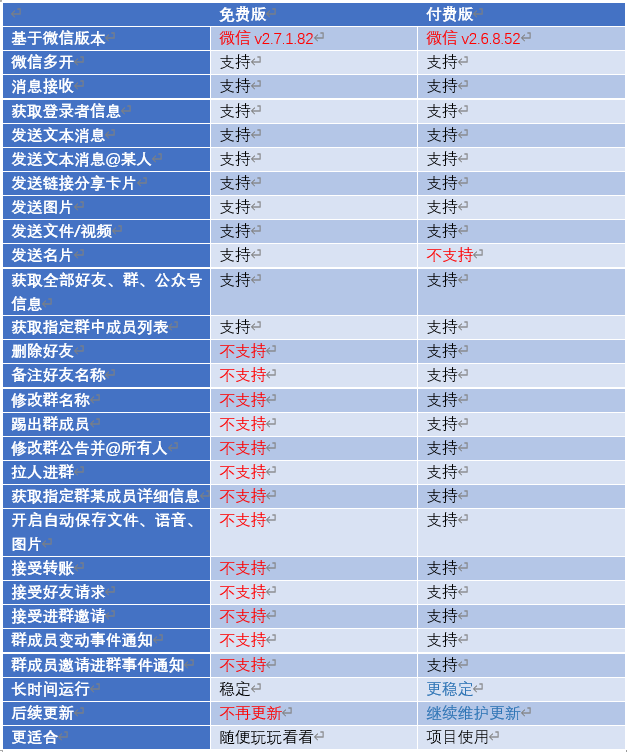 免费版 付费版
基于微信版本 微信 v2.7.1.82 微信 v2.6.8.52
微信多开 支持 支持
消息接收 支持 支持
获取登录者信息 支持 支持
发送文本消息 支持 支持
发送文本消息@某人 支持 支持
发送链接分享卡片 支持 支持
发送图片 支持 支持
发送文件/视频 支持 支持
发送名片 支持 不支持
获取全部好友、群、公众号 支持 支持
信息
获取指定群中成员列表 支持 支持
删除好友 不支持 支持
备注好友名称 不支持 支持
修改群名称 不支持 支持
踢出群成员 不支持 支持
修改群公告并@所有人 不支持 支持
拉人进群 不支持 支持
获取指定群某成员详细信息 不支持 支持
开启自动保存文件、语音、 不支持 支持
图片
接受转账 不支持 支持
接受好友请求 不支持 支持
接受进群邀请 不支持 支持
群成员变动事件通知 不支持 支持
群成员邀请进群事件通知 不支持 支持
长时间运行 稳定 更稳定
后续更新 不再更新 继续维护更新
更适合 随便玩玩看看 项目使用